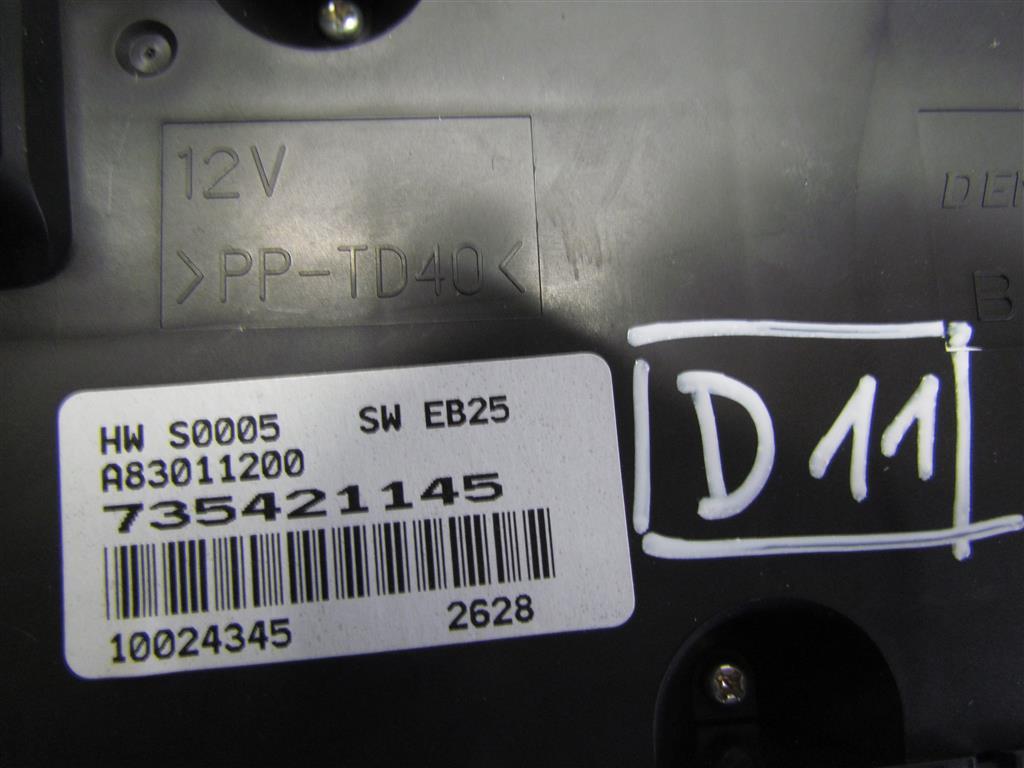 12V
>PP-TD40<
B
HW S0005 SW EB25
A83011200
735421145
10024345 2628
D11